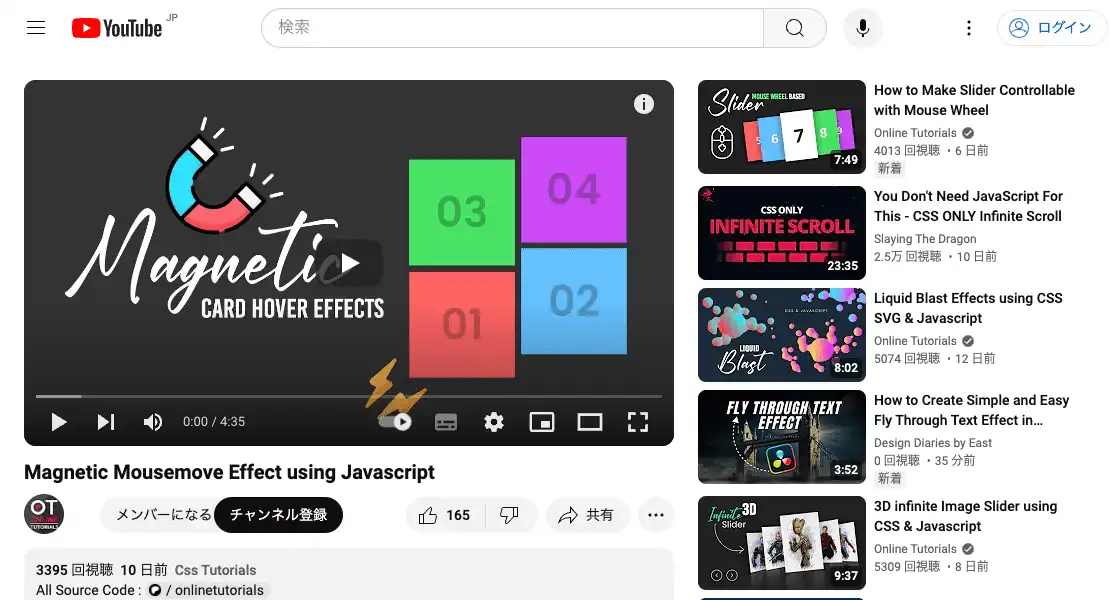 YouTube JP
検索
ログイン
Magnetic
CARD HOVER EFFECTS
03
04
01
02
0:00 / 4:35
Magnetic Mousemove Effect using Javascript
OT
ONLINE
TUTORIALS
メンバーになる
チャンネル登録
165
共有
3395 回視聴 10 日前 Css Tutorials
All Source Code : / onlinetutorials
Slider
MOUSE WHEEL BASED
5
6
7
8
9
7:49
How to Make Slider Controllable
with Mouse Wheel
Online Tutorials
4013 回視聴 ・6 日前
新着
CSS ONLY
INFINITE SCROLL
23:35
You Don't Need JavaScript For
This - CSS ONLY Infinite Scroll
Slaying The Dragon
2.5万 回視聴 ・10 日前
CSS & JAVASCRIPT
LIQUID
Blast
8:02
Liquid Blast Effects using CSS
SVG & Javascript
Online Tutorials
5074 回視聴 ・12 日前
FLY THROUGH TEXT
EFFECT
3:52
How to Create Simple and Easy
Fly Through Text Effect in…
Design Diaries by East
0 回視聴 ・35 分前
新着
Infinite 3D
Slider
9:37
3D infinite Image Slider using
CSS & Javascript
Online Tutorials
5309 回視聴 ・8 日前